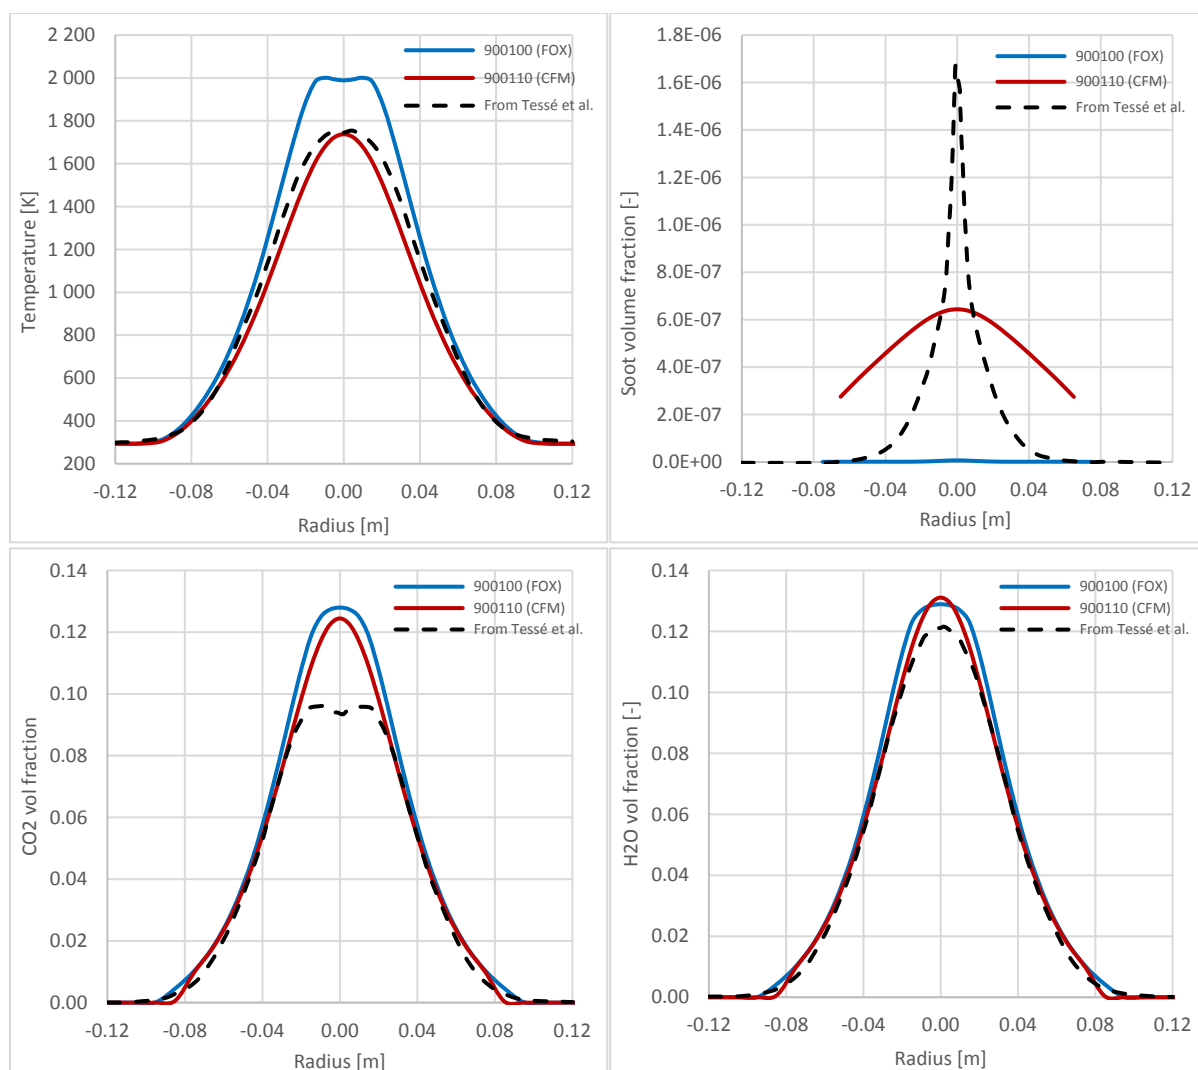 2 200
2 000
1 800
1 600
1 400
1 200
1 000
800
600
400
200
Temperature [K]
900100 (FOX)
900110 (CFM)
From Tessé et al.
-0.12 -0.08 -0.04 0.00 0.04 0.08 0.12
Radius [m]
1.8E-06
1.6E-06
1.4E-06
1.2E-06
1.0E-06
8.0E-07
6.0E-07
4.0E-07
2.0E-07
0.0E+00
Soot volume fraction [-]
900100 (FOX)
900110 (CFM)
From Tessé et al.
-0.12 -0.08 -0.04 0.00 0.04 0.08 0.12
Radius [m]
0.14
0.12
0.10
0.08
0.06
0.04
0.02
0.00
CO2 vol fraction
900100 (FOX)
900110 (CFM)
From Tessé et al.
-0.12 -0.08 -0.04 0.00 0.04 0.08 0.12
Radius [m]
0.14
0.12
0.10
0.08
0.06
0.04
0.02
0.00
H2O vol fraction [-]
900100 (FOX)
900110 (CFM)
From Tessé et al.
-0.12 -0.08 -0.04 0.00 0.04 0.08 0.12
Radius [m]